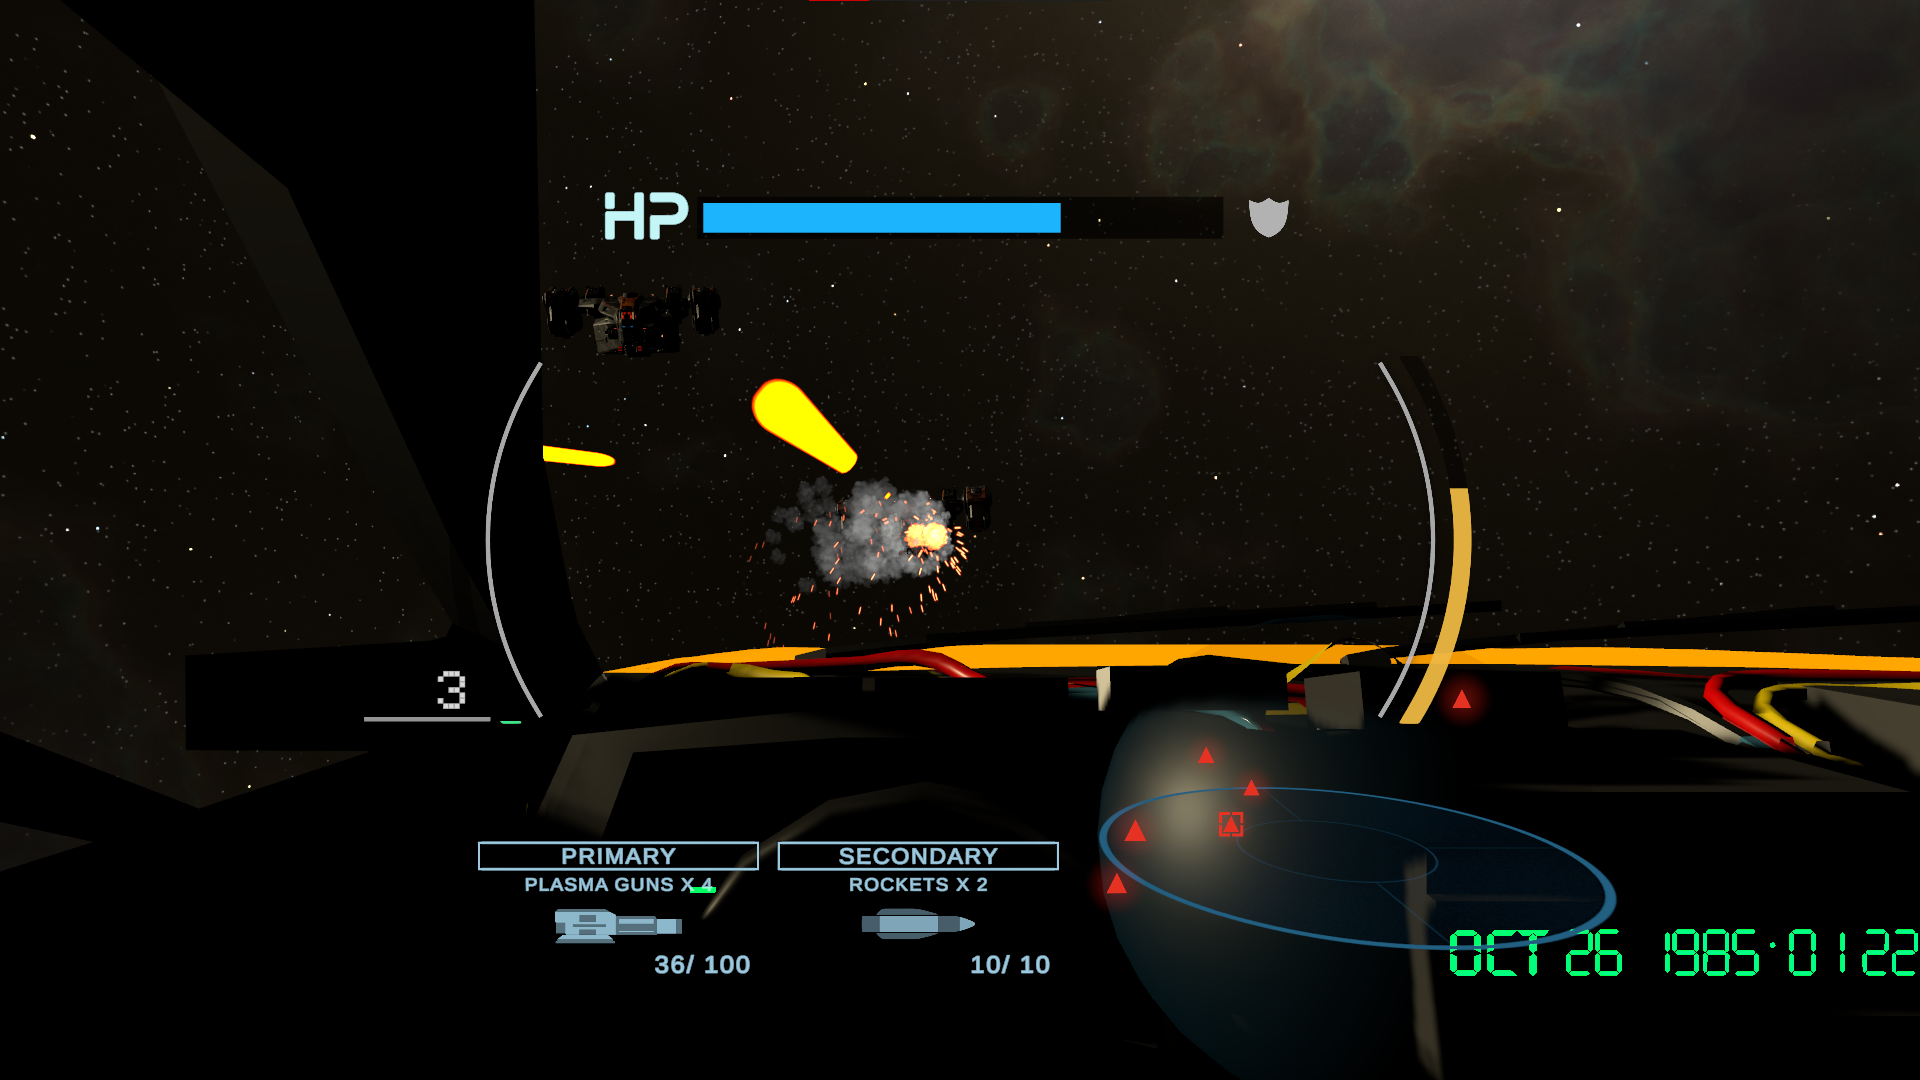 HP
3
PRIMARY
SECONDARY
PLASMA GUNS X 4
ROCKETS X 2
36/ 100
10/ 10
OCT 26 1985·01 22